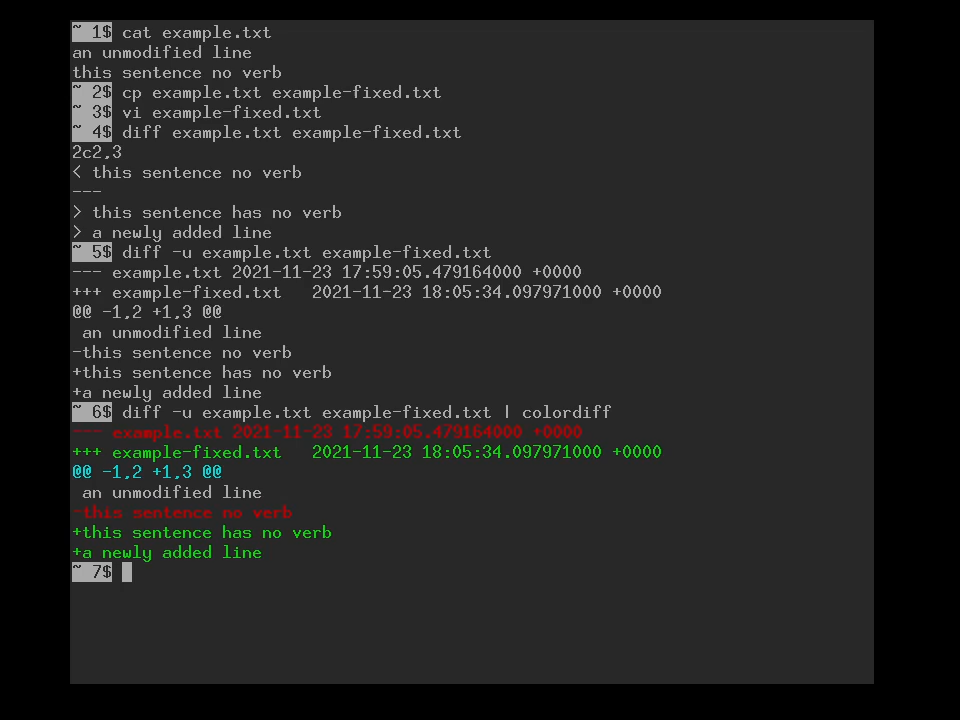 ~ 1$ cat example.txt
an unmodified line
this sentence no verb
~ 2$ cp example.txt example-fixed.txt
~ 3$ vi example-fixed.txt
~ 4$ diff example.txt example-fixed.txt
2c2,3
< this sentence no verb
---
> this sentence has no verb
> a newly added line
~ 5$ diff -u example.txt example-fixed.txt
--- example.txt 2021-11-23 17:59:05.479164000 +0000
+++ example-fixed.txt   2021-11-23 18:05:34.097971000 +0000
@@ -1,2 +1,3 @@
 an unmodified line
-this sentence no verb
+this sentence has no verb
+a newly added line
~ 6$ diff -u example.txt example-fixed.txt | colordiff
--- example.txt 2021-11-23 17:59:05.479164000 +0000
+++ example-fixed.txt   2021-11-23 18:05:34.097971000 +0000
@@ -1,2 +1,3 @@
 an unmodified line
-this sentence no verb
+this sentence has no verb
+a newly added line
~ 7$